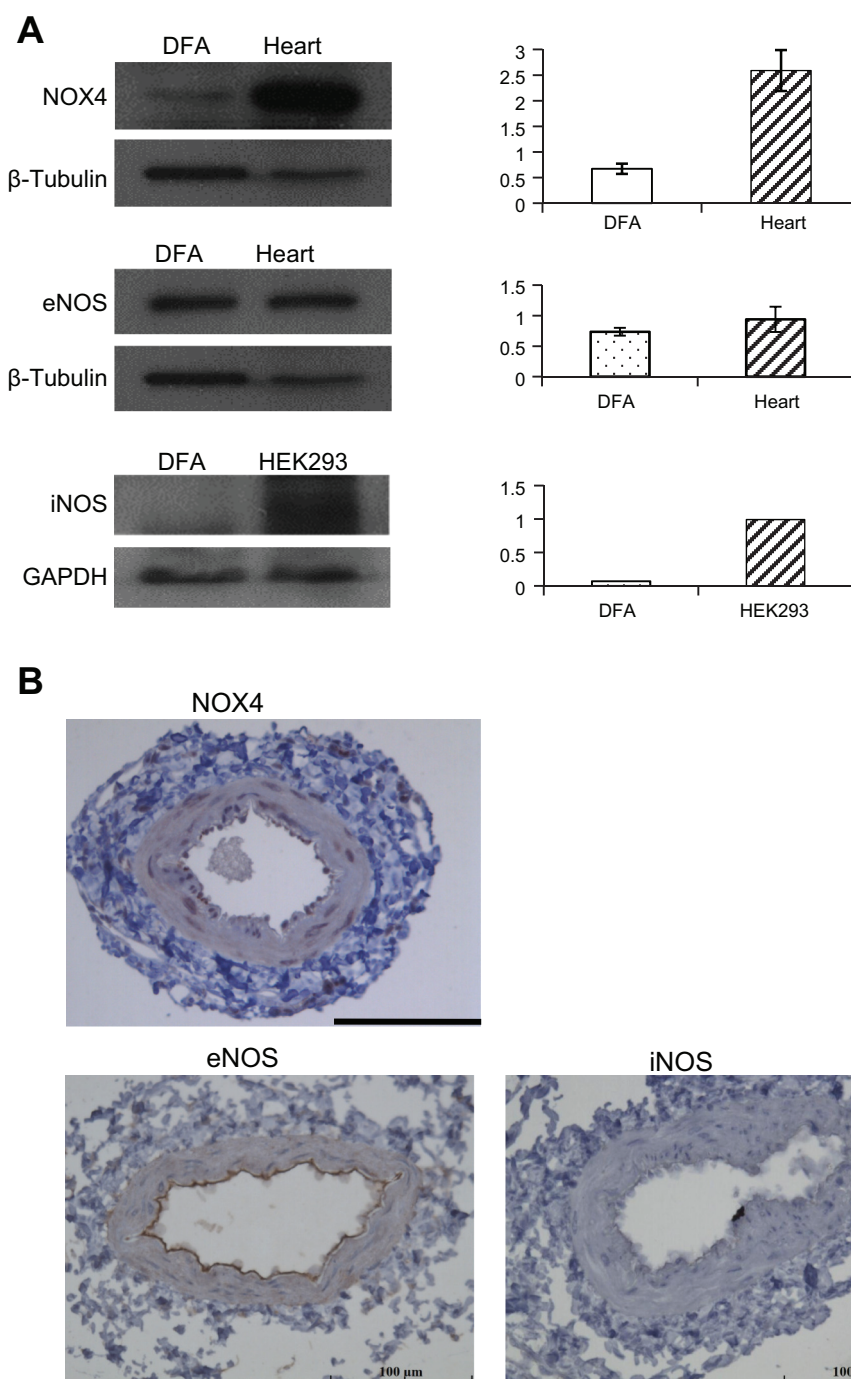 A
DFA Heart
NOX4
β-Tubulin
3
2.5
2
1.5
1
0.5
0
DFA Heart
DFA Heart
eNOS
β-Tubulin
1.5
1
0.5
0
DFA Heart
DFA HEK293
iNOS
GAPDH
1.5
1
0.5
0
DFA HEK293
B
NOX4
eNOS
100 µm
iNOS
100